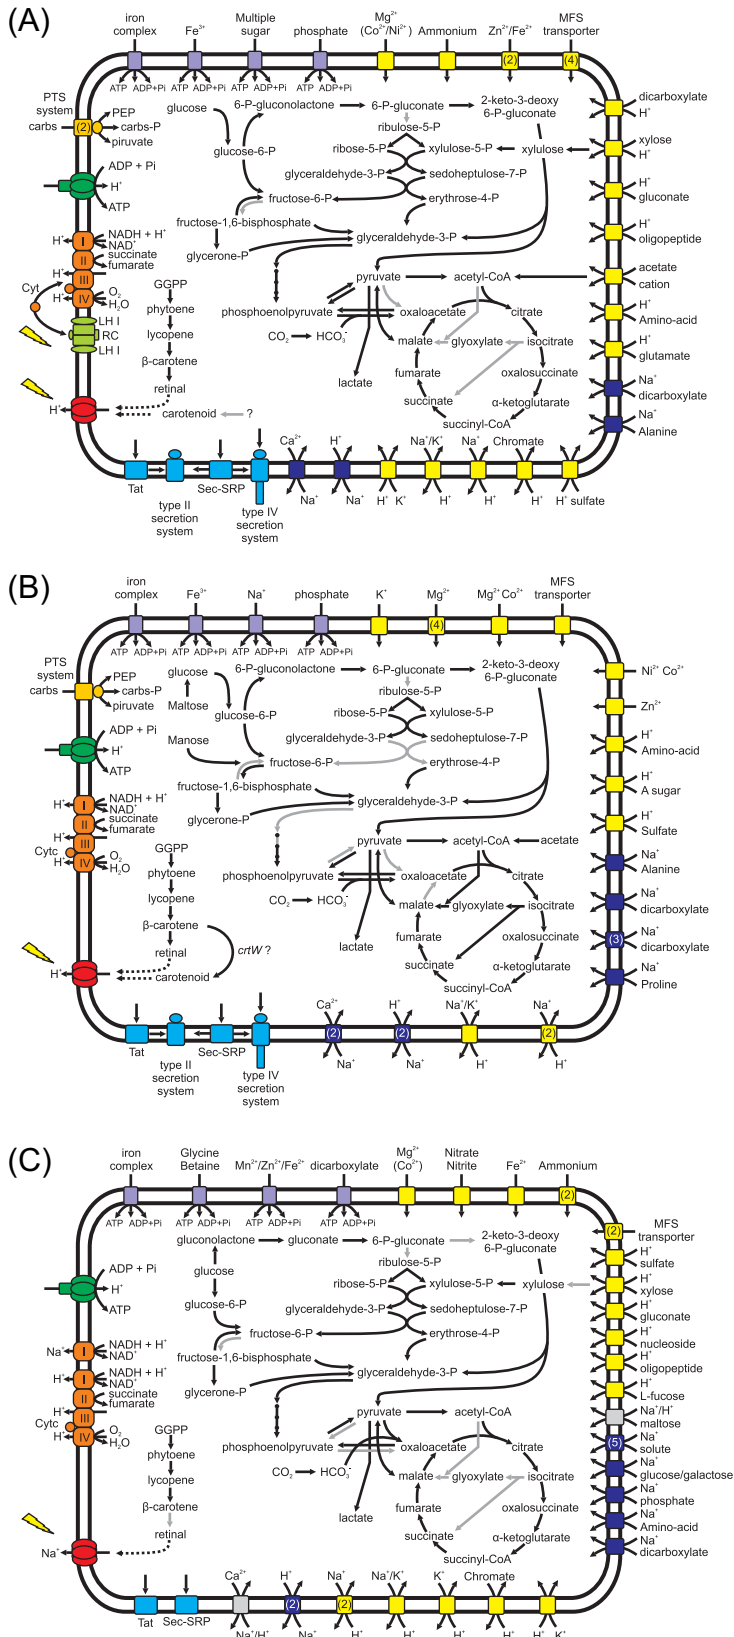 (A)
iron
complex
Fe³⁺
Multiple
sugar
phosphate
Mg²⁺
(Co²⁺/Ni²⁺)
Ammonium
Zn²⁺/Fe²⁺
MFS
transporter
(2)
(4)
ATP ADP+Pi
ATP ADP+Pi
ATP ADP+Pi
ATP ADP+Pi
PTS
system
carbs
(2)
PEP
carbs-P
piruvate
ADP + Pi
H⁺
ATP
H⁺
I
NADH + H⁺
NAD⁺
II
succinate
fumarate
H⁺
III
Cyt
H⁺
IV
O₂
H₂O
LH I
RC
LH I
H⁺
glucose
6-P-gluconolactone
6-P-gluconate
2-keto-3-deoxy
6-P-gluconate
ribulose-5-P
glucose-6-P
ribose-5-P
xylulose-5-P
xylulose
glyceraldehyde-3-P
sedoheptulose-7-P
fructose-6-P
erythrose-4-P
fructose-1,6-bisphosphate
glycerone-P
glyceraldehyde-3-P
pyruvate
acetyl-CoA
phosphoenolpyruvate
oxaloacetate
citrate
CO₂
HCO₃⁻
malate
glyoxylate
isocitrate
fumarate
oxalosuccinate
lactate
succinate
α-ketoglutarate
succinyl-CoA
GGPP
phytoene
lycopene
β-carotene
retinal
carotenoid
?
dicarboxylate
H⁺
xylose
H⁺
H⁺
gluconate
H⁺
oligopeptide
acetate
cation
H⁺
Amino-acid
H⁺
glutamate
Na⁺
dicarboxylate
Na⁺
Alanine
Tat
type II
secretion
system
Sec-SRP
type IV
secretion
system
Ca²⁺
Na⁺
H⁺
Na⁺
H⁺ K⁺
Na⁺/K⁺
H⁺
Na⁺
H⁺
Chromate
H⁺
H⁺ sulfate
(B)
iron
complex
Fe³⁺
Na⁺
phosphate
K⁺
Mg²⁺
Mg²⁺ Co²⁺
MFS
transporter
(4)
ATP ADP+Pi
ATP ADP+Pi
ATP ADP+Pi
ATP ADP+Pi
PTS
system
carbs
PEP
carbs-P
piruvate
ADP + Pi
H⁺
ATP
H⁺
I
NADH + H⁺
NAD⁺
II
succinate
fumarate
H⁺
III
Cytc
H⁺
IV
O₂
H₂O
H⁺
glucose
Maltose
6-P-gluconolactone
6-P-gluconate
2-keto-3-deoxy
6-P-gluconate
ribulose-5-P
glucose-6-P
ribose-5-P
xylulose-5-P
Manose
glyceraldehyde-3-P
sedoheptulose-7-P
fructose-6-P
erythrose-4-P
fructose-1,6-bisphosphate
glycerone-P
glyceraldehyde-3-P
pyruvate
acetyl-CoA
acetate
phosphoenolpyruvate
oxaloacetate
citrate
CO₂
HCO₃⁻
malate
glyoxylate
isocitrate
fumarate
oxalosuccinate
lactate
succinate
α-ketoglutarate
succinyl-CoA
GGPP
phytoene
lycopene
β-carotene
retinal
crtW ?
carotenoid
Ni²⁺ Co²⁺
Zn²⁺
H⁺
Amino-acid
H⁺
A sugar
H⁺
Sulfate
Na⁺
Alanine
Na⁺
dicarboxylate
(3)
Na⁺
dicarboxylate
Na⁺
Proline
Tat
type II
secretion
system
Sec-SRP
type IV
secretion
system
Ca²⁺
(2)
Na⁺
H⁺
(2)
Na⁺
Na⁺/K⁺
H⁺
Na⁺
(2)
H⁺
(C)
iron
complex
Glycine
Betaine
Mn²⁺/Zn²⁺/Fe²⁺
dicarboxylate
Mg²⁺
(Co²⁺)
Nitrate
Nitrite
Fe²⁺
Ammonium
(2)
ATP ADP+Pi
ATP ADP+Pi
ATP ADP+Pi
ATP ADP+Pi
ADP + Pi
H⁺
ATP
Na⁺
I
NADH + H⁺
NAD⁺
H⁺
I
NADH + H⁺
NAD⁺
II
succinate
fumarate
H⁺
III
Cytc
H⁺
IV
O₂
H₂O
Na⁺
gluconolactone
gluconate
6-P-gluconate
2-keto-3-deoxy
6-P-gluconate
ribulose-5-P
glucose
ribose-5-P
xylulose-5-P
xylulose
glucose-6-P
glyceraldehyde-3-P
sedoheptulose-7-P
fructose-6-P
erythrose-4-P
fructose-1,6-bisphosphate
glyceraldehyde-3-P
glycerone-P
pyruvate
acetyl-CoA
phosphoenolpyruvate
oxaloacetate
citrate
CO₂
HCO₃⁻
malate
glyoxylate
isocitrate
fumarate
oxalosuccinate
lactate
succinate
α-ketoglutarate
succinyl-CoA
GGPP
phytoene
lycopene
β-carotene
retinal
(2)
MFS
transporter
H⁺
sulfate
H⁺
xylose
H⁺
gluconate
H⁺
nucleoside
H⁺
oligopeptide
H⁺
L-fucose
Na⁺/H⁺
maltose
(5)
Na⁺
solute
Na⁺
glucose/galactose
Na⁺
phosphate
Na⁺
Amino-acid
Na⁺
dicarboxylate
Tat
Sec-SRP
Ca²⁺
Na⁺/H⁺
H⁺
(2)
Na⁺
Na⁺
(2)
H⁺
Na⁺/K⁺
H⁺
K⁺
H⁺
Chromate
H⁺
H⁺ K⁺